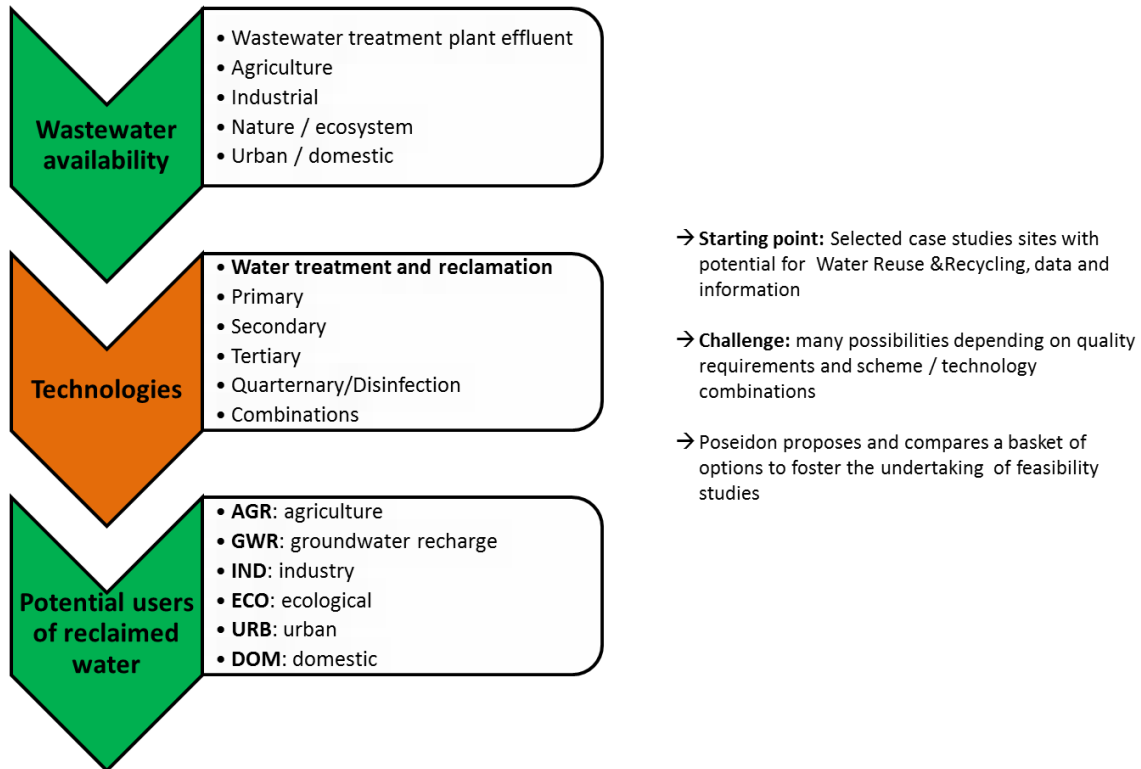 Wastewater
availability
• Wastewater treatment plant effluent
• Agriculture
• Industrial
• Nature / ecosystem
• Urban / domestic
Technologies
• Water treatment and reclamation
• Primary
• Secondary
• Tertiary
• Quarternary/Disinfection
• Combinations
Potential users
of reclaimed
water
• AGR: agriculture
• GWR: groundwater recharge
• IND: industry
• ECO: ecological
• URB: urban
• DOM: domestic
→ Starting point: Selected case studies sites with
potential for Water Reuse &Recycling, data and
information
→ Challenge: many possibilities depending on quality
requirements and scheme / technology
combinations
→ Poseidon proposes and compares a basket of
options to foster the undertaking of feasibility
studies